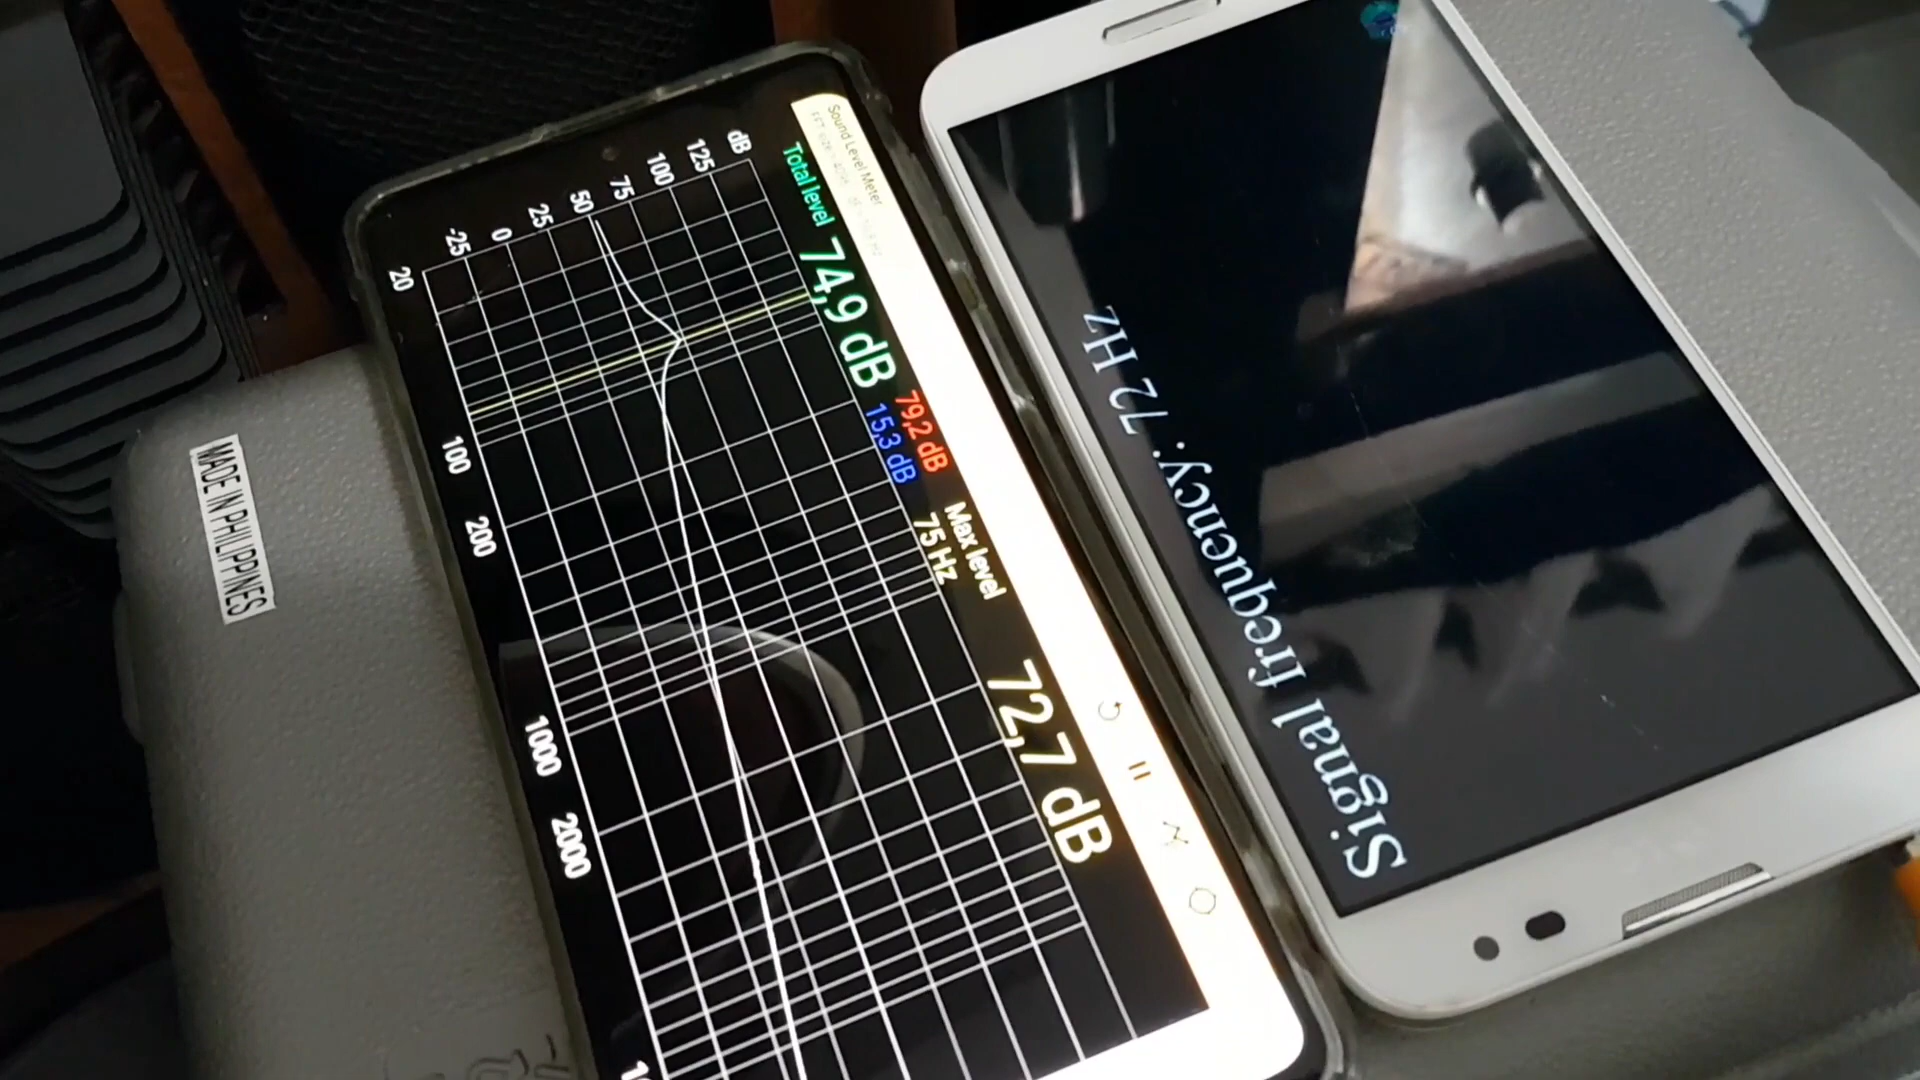 Sound Level Meter
Total level 74,9 dB
79,2 dB
15,3 dB
Max level
75 Hz
72,7 dB
dB
125
100
75
50
25
0
-25
20
100
200
1000
2000
Signal frequency: 72 Hz
MADE IN PHILIPPINES